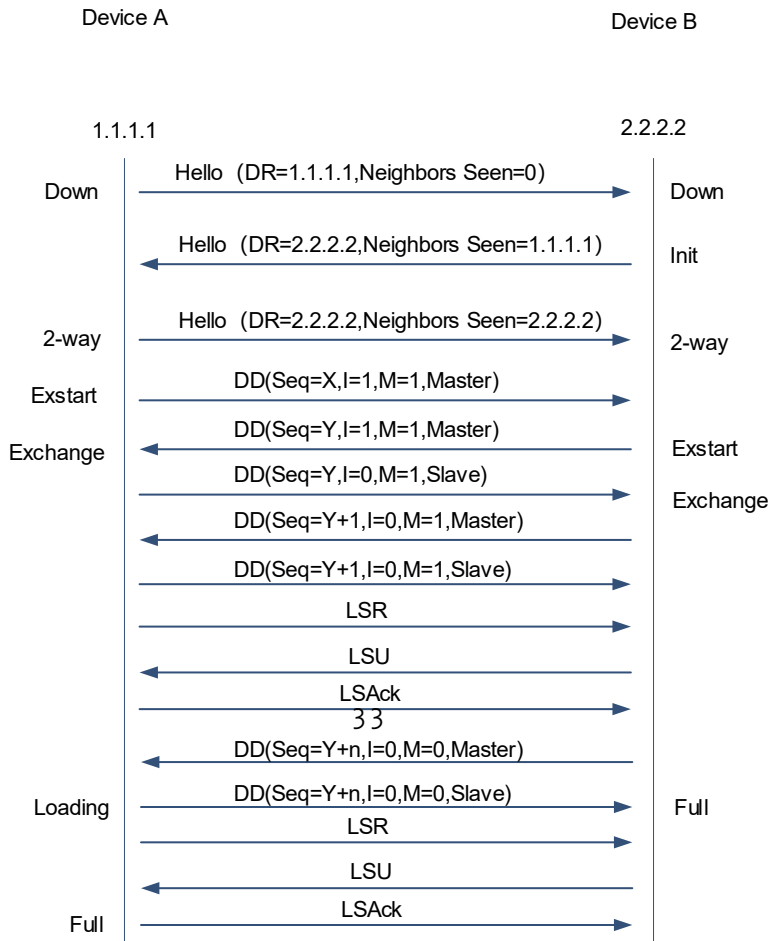 Device A
Device B
1.1.1.1
2.2.2.2
Hello (DR=1.1.1.1,Neighbors Seen=0)
Down
Down
Hello (DR=2.2.2.2,Neighbors Seen=1.1.1.1)
Init
Hello (DR=2.2.2.2,Neighbors Seen=2.2.2.2)
2-way
2-way
DD(Seq=X,I=1,M=1,Master)
Exstart
DD(Seq=Y,I=1,M=1,Master)
Exchange
Exstart
DD(Seq=Y,I=0,M=1,Slave)
Exchange
DD(Seq=Y+1,I=0,M=1,Master)
DD(Seq=Y+1,I=0,M=1,Slave)
LSR
LSU
LSAck
33
DD(Seq=Y+n,I=0,M=0,Master)
DD(Seq=Y+n,I=0,M=0,Slave)
Loading
Full
LSR
LSU
LSAck
Full